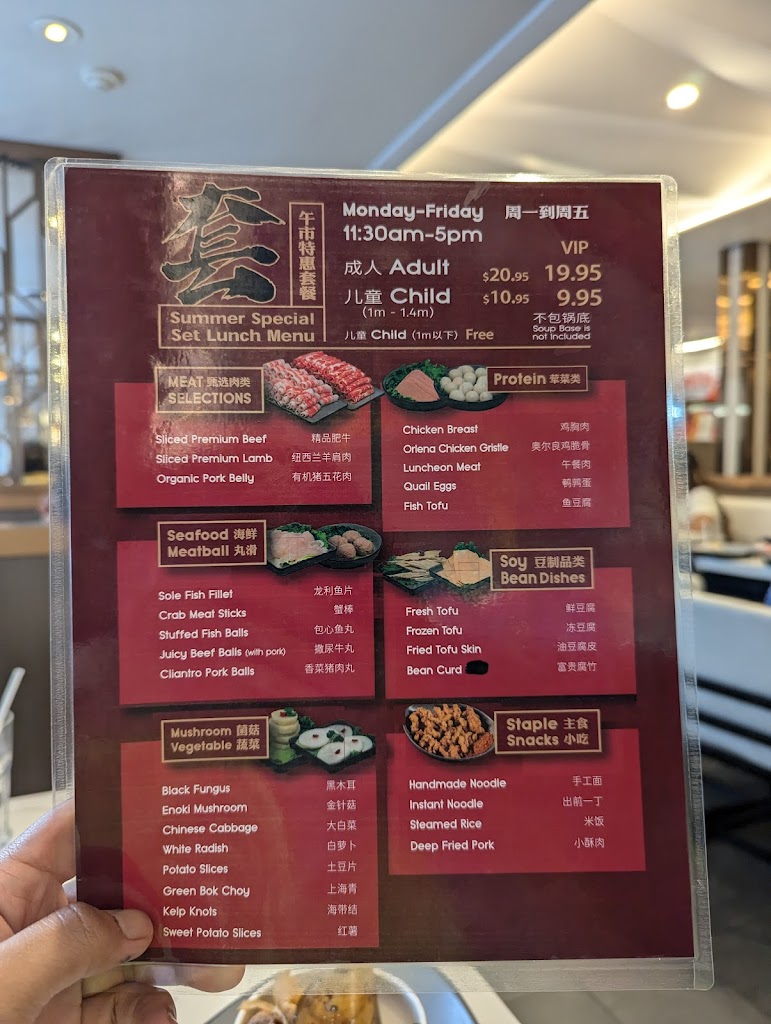 套
午市特惠套餐
Summer Special
Set Lunch Menu
Monday-Friday 周一到周五
11:30am-5pm
VIP
成人 Adult $20.95 19.95
儿童 Child $10.95 9.95
(1m - 1.4m)
不包锅底
Soup Base is
not Included
儿童 Child (1m以下) Free
MEAT 甄选肉类
SELECTIONS
Sliced Premium Beef 精品肥牛
Sliced Premium Lamb 纽西兰羊肩肉
Organic Pork Belly 有机猪五花肉
Protein 荤菜类
Chicken Breast 鸡胸肉
Orlena Chicken Gristle 奥尔良鸡脆骨
Luncheon Meat 午餐肉
Quail Eggs 鹌鹑蛋
Fish Tofu 鱼豆腐
Seafood 海鲜
Meatball 丸滑
Sole Fish Fillet 龙利鱼片
Crab Meat Sticks 蟹棒
Stuffed Fish Balls 包心鱼丸
Juicy Beef Balls (with pork) 撒尿牛丸
Cliantro Pork Balls 香菜猪肉丸
Soy 豆制品类
Bean Dishes
Fresh Tofu 鲜豆腐
Frozen Tofu 冻豆腐
Fried Tofu Skin 油豆腐皮
Bean Curd 富贵腐竹
Mushroom 菌菇
Vegetable 蔬菜
Black Fungus 黑木耳
Enoki Mushroom 金针菇
Chinese Cabbage 大白菜
White Radish 白萝卜
Potato Slices 土豆片
Green Bok Choy 上海青
Kelp Knots 海带结
Sweet Potato Slices 红薯
Staple 主食
Snacks 小吃
Handmade Noodle 手工面
Instant Noodle 出前一丁
Steamed Rice 米饭
Deep Fried Pork 小酥肉